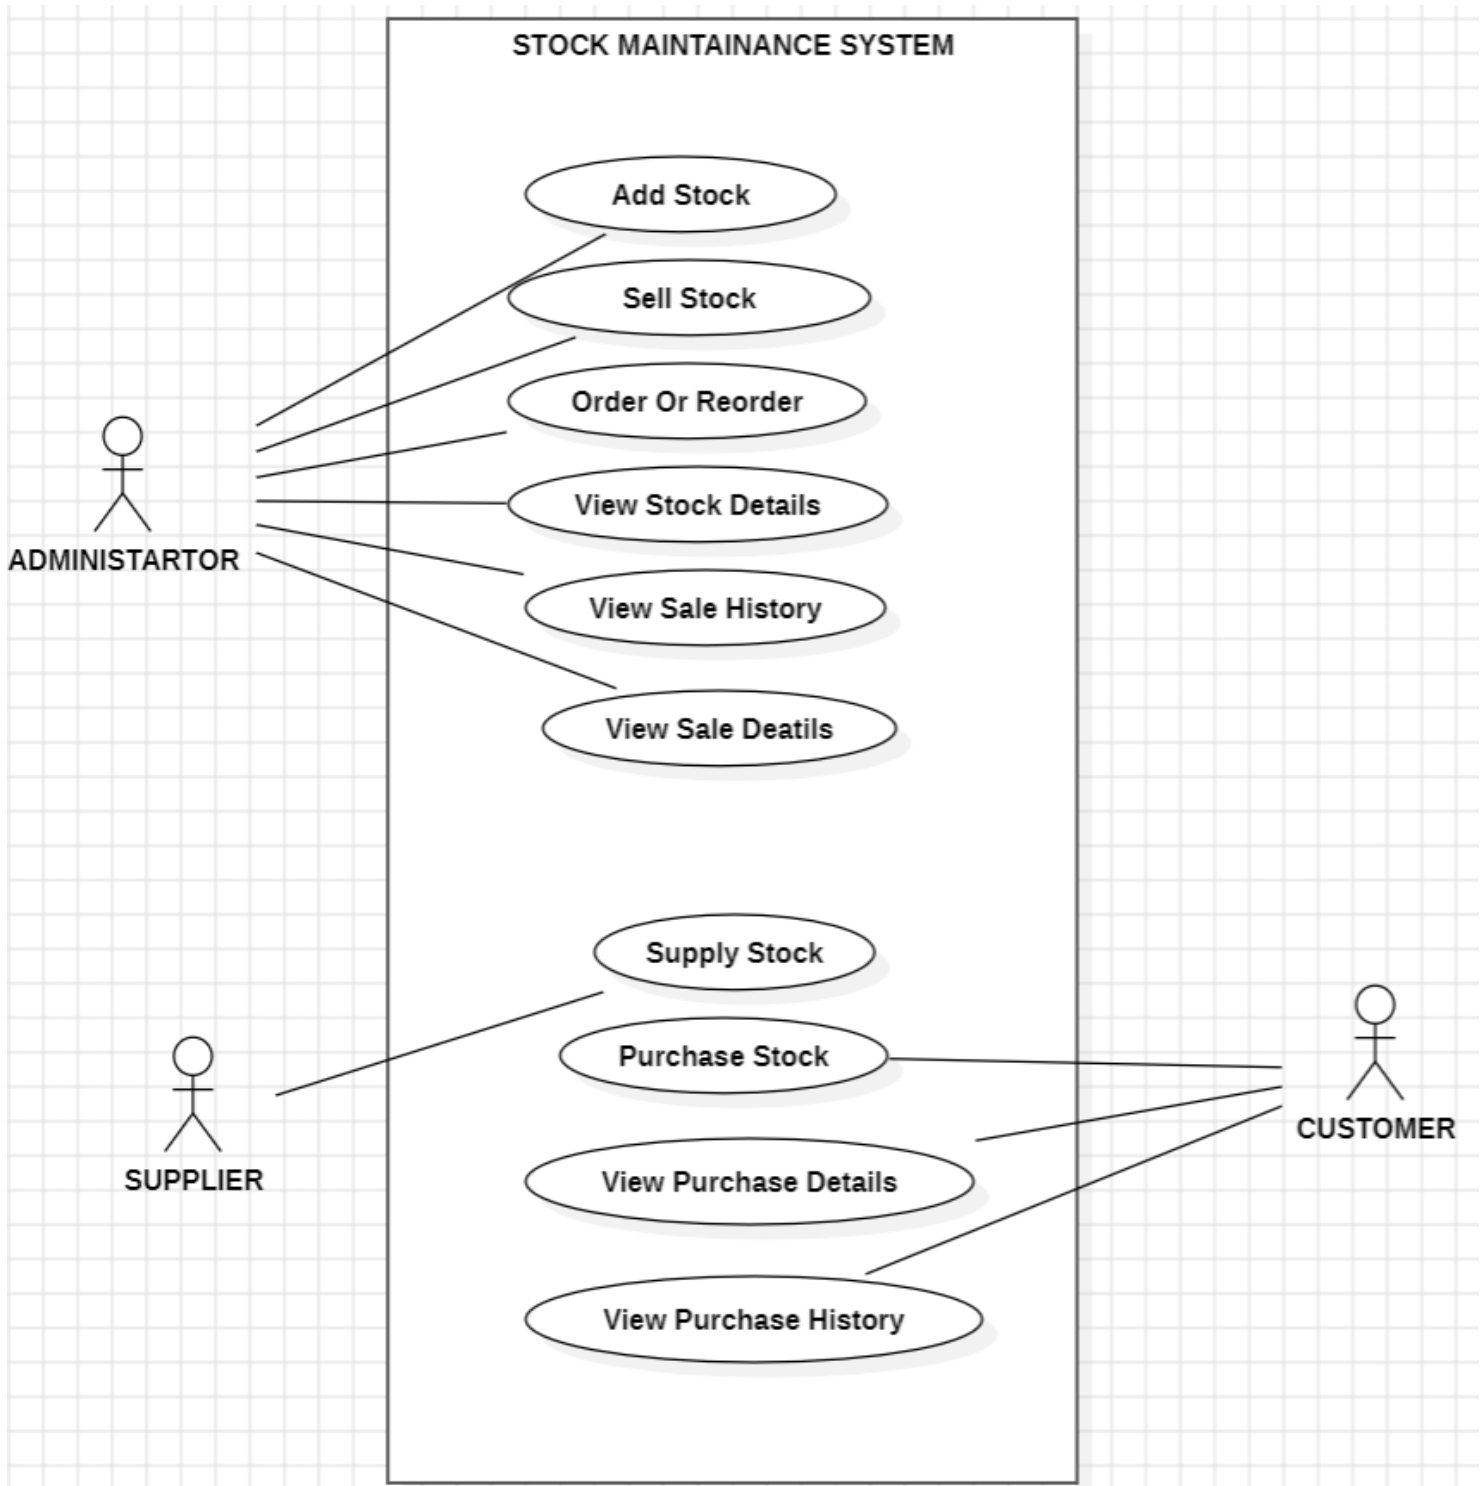 STOCK MAINTAINANCE SYSTEM
Add Stock
Sell Stock
Order Or Reorder
View Stock Details
ADMINISTARTOR
View Sale History
View Sale Deatils
Supply Stock
Purchase Stock
CUSTOMER
SUPPLIER
View Purchase Details
View Purchase History